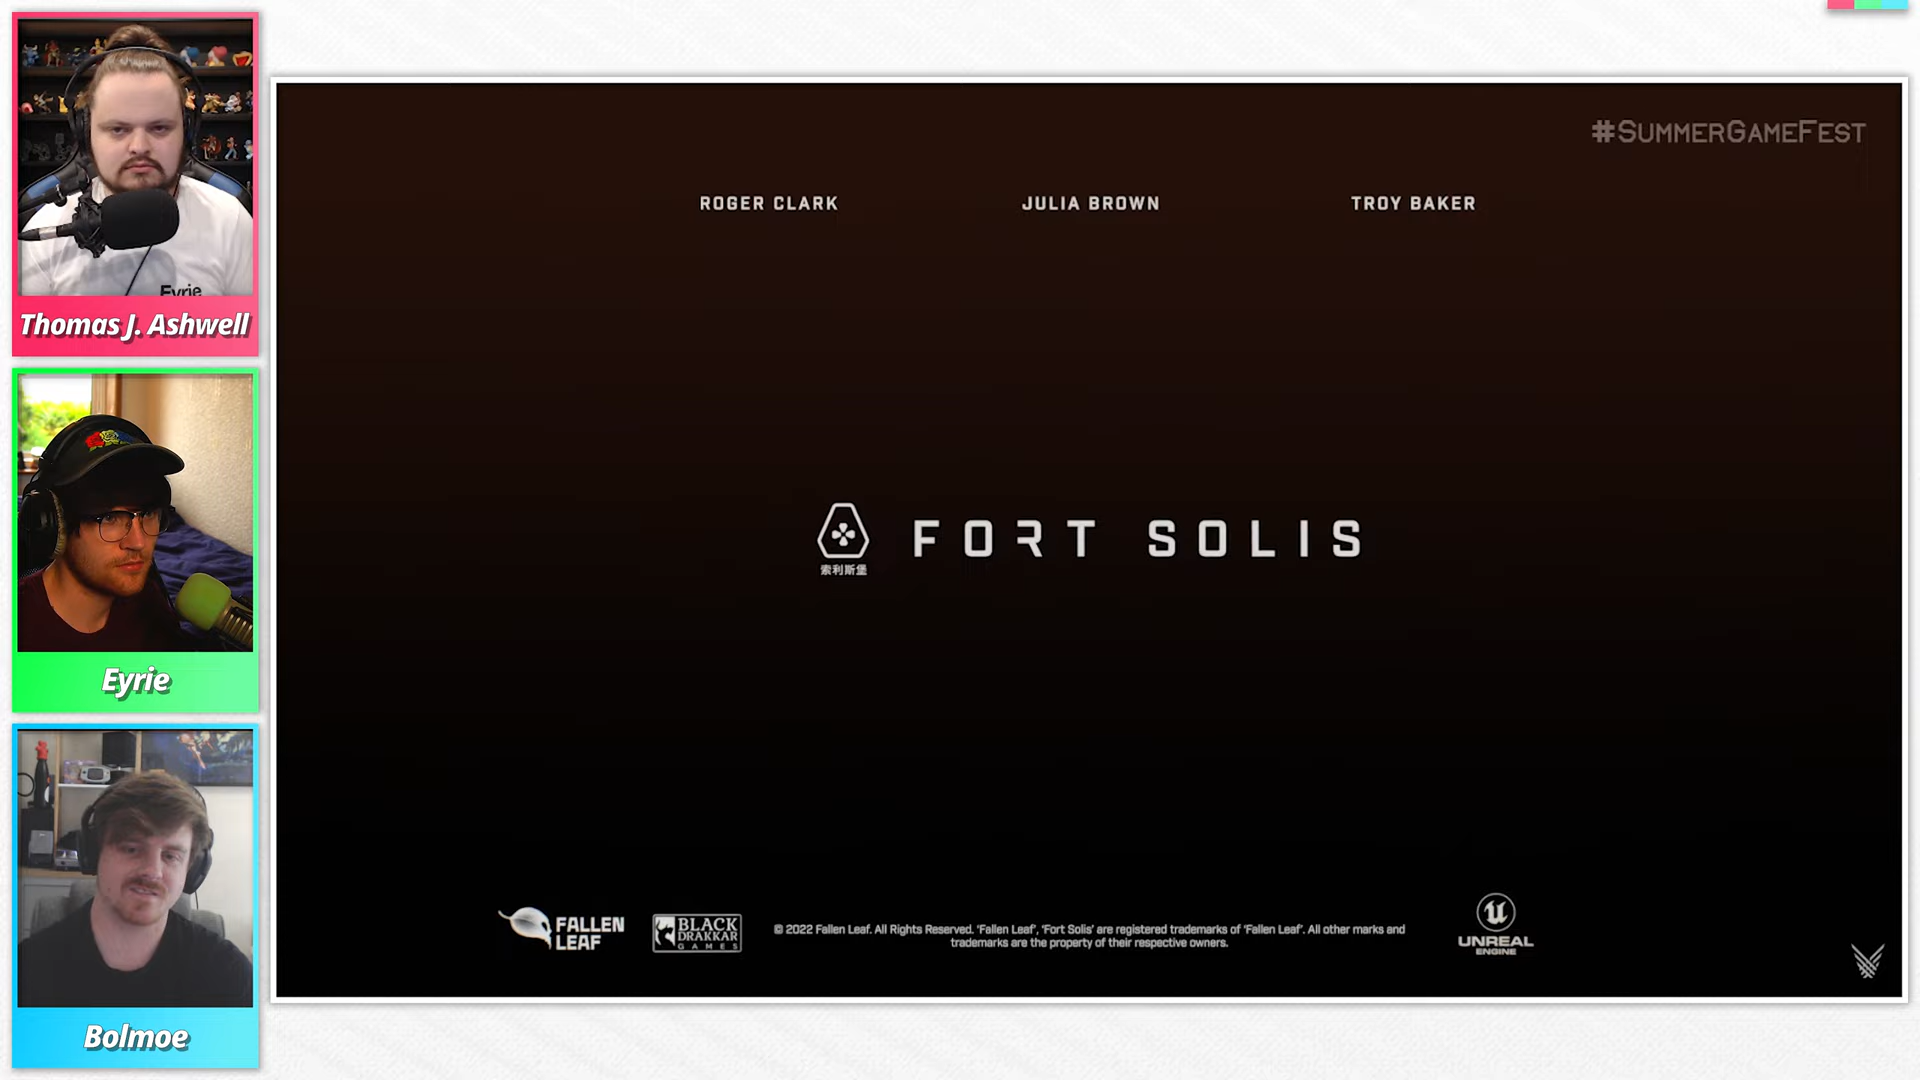 Eyrie
Thomas J. Ashwell
Eyrie
Bolmoe
#SUMMERGAMEFEST
ROGER CLARK
JULIA BROWN
TROY BAKER
FORT SOLIS
索利斯堡
FALLEN
LEAF
BLACK
DRAKKAR
GAMES
© 2022 Fallen Leaf. All Rights Reserved. 'Fallen Leaf', 'Fort Solis' are registered trademarks of 'Fallen Leaf'. All other marks and
trademarks are the property of their respective owners.
UNREAL
ENGINE